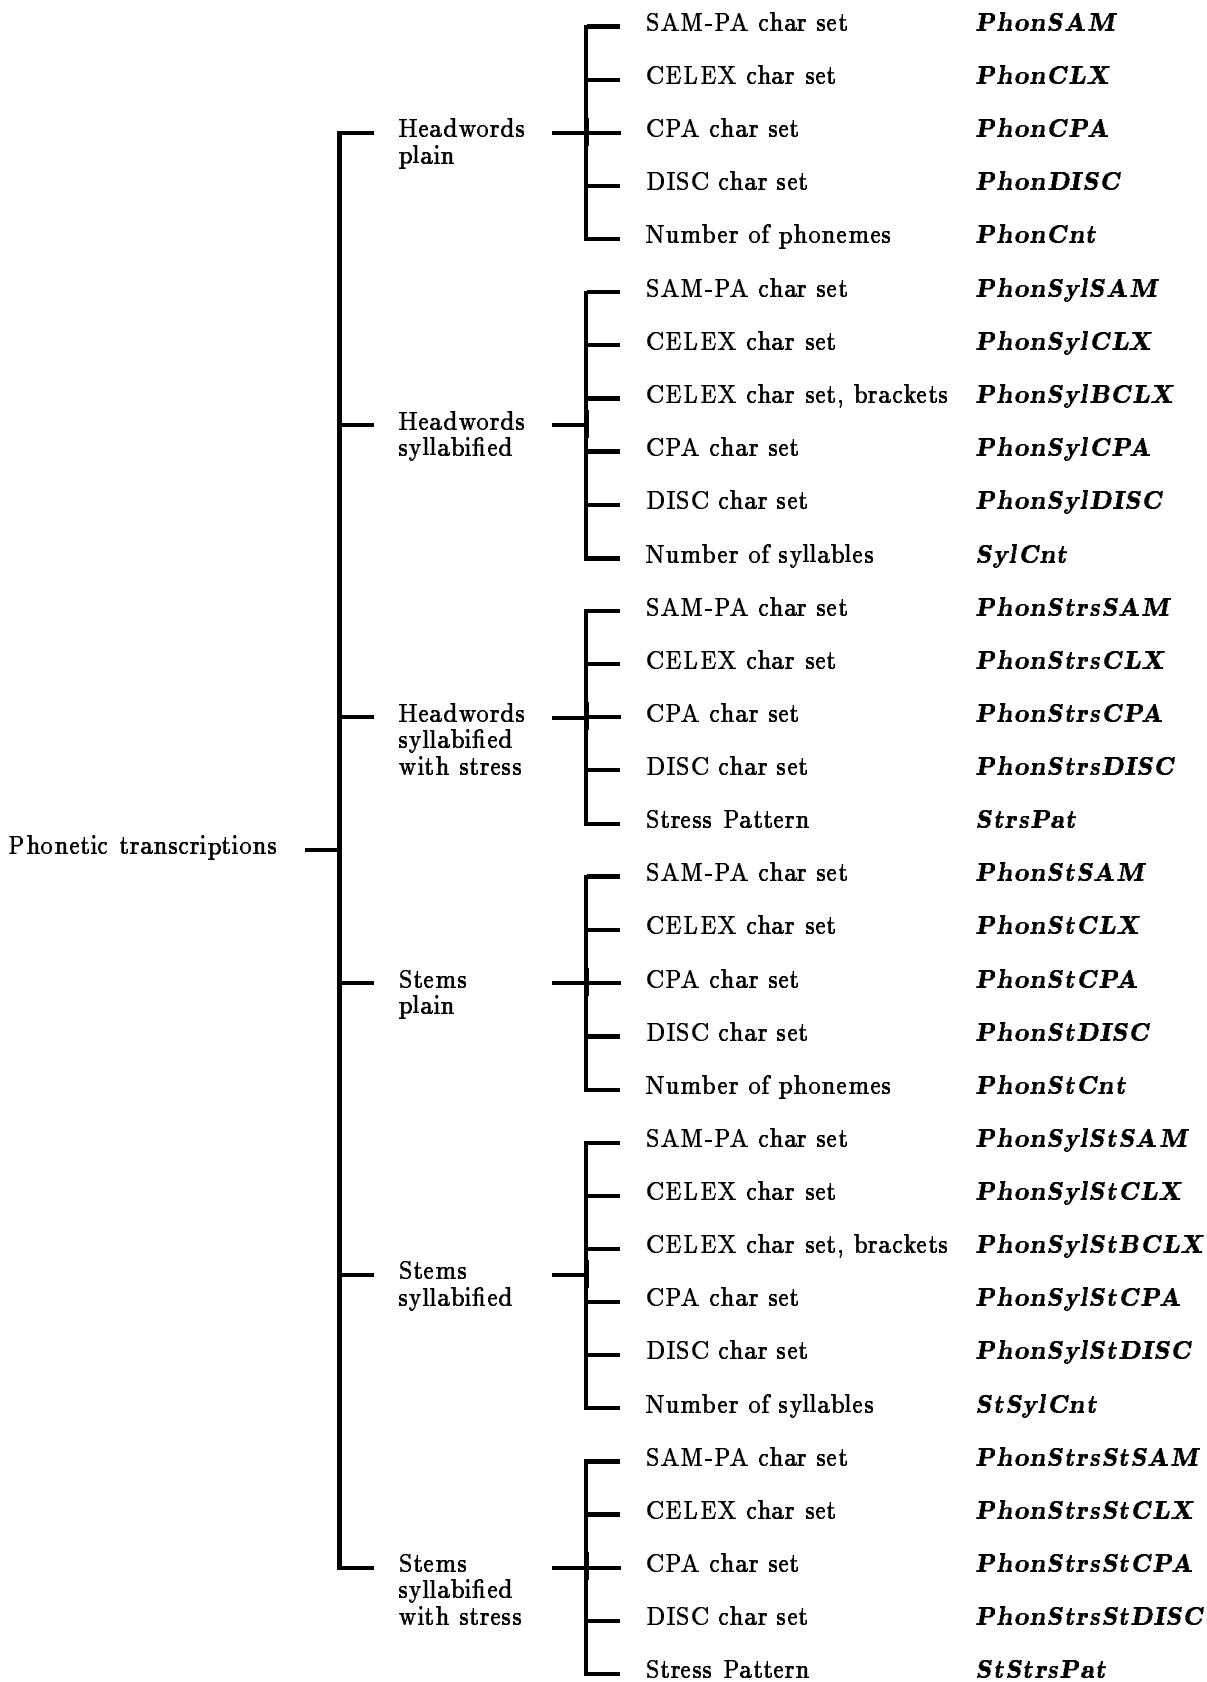 SAM-PA char set PhonSAM
CELEX char set PhonCLX
Headwords CPA char set PhonCPA
plain
DISC char set PhonDISC
Number of phonemes PhonCnt
SAM-PA char set PhonSylSAM
CELEX char set PhonSylCLX
CELEX char set, brackets PhonSylBCLX
Headwords
syllabified CPA char set PhonSylCPA
DISC char set PhonSylDISC
Number of syllables SylCnt
SAM-PA char set PhonStrsSAM
CELEX char set PhonStrsCLX
Headwords CPA char set PhonStrsCPA
syllabified
with stress DISC char set PhonStrsDISC
Stress Pattern StrsPat
Phonetic transcriptions
SAM-PA char set PhonStSAM
CELEX char set PhonStCLX
Stems CPA char set PhonStCPA
plain
DISC char set PhonStDISC
Number of phonemes PhonStCnt
SAM-PA char set PhonSylStSAM
CELEX char set PhonSylStCLX
CELEX char set, brackets PhonSylStBCLX
Stems
syllabified CPA char set PhonSylStCPA
DISC char set PhonSylStDISC
Number of syllables StSylCnt
SAM-PA char set PhonStrsStSAM
CELEX char set PhonStrsStCLX
Stems CPA char set PhonStrsStCPA
syllabified
with stress DISC char set PhonStrsStDISC
Stress Pattern StStrsPat